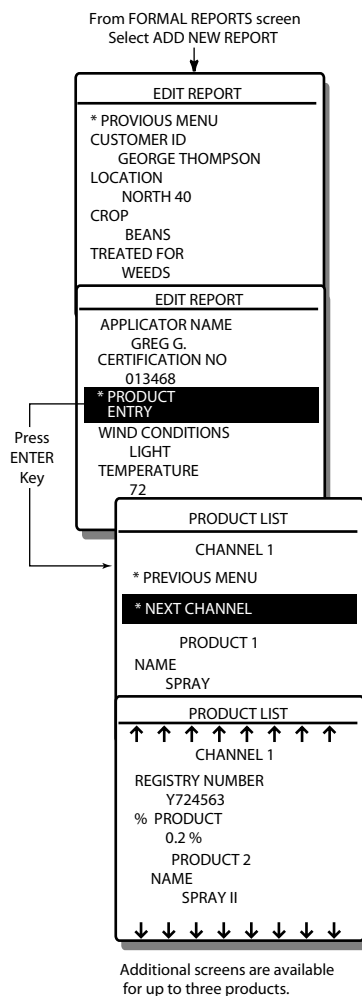 From FORMAL REPORTS screen
Select ADD NEW REPORT
EDIT REPORT
* PROVIOUS MENU
CUSTOMER ID
GEORGE THOMPSON
LOCATION
NORTH 40
CROP
BEANS
TREATED FOR
WEEDS
EDIT REPORT
APPLICATOR NAME
GREG G.
CERTIFICATION NO
013468
* PRODUCT
ENTRY
WIND CONDITIONS
LIGHT
TEMPERATURE
72
Press
ENTER
Key
PRODUCT LIST
CHANNEL 1
* PREVIOUS MENU
* NEXT CHANNEL
PRODUCT 1
NAME
SPRAY
PRODUCT LIST
CHANNEL 1
REGISTRY NUMBER
Y724563
% PRODUCT
0.2 %
PRODUCT 2
NAME
SPRAY II
Additional screens are available
for up to three products.